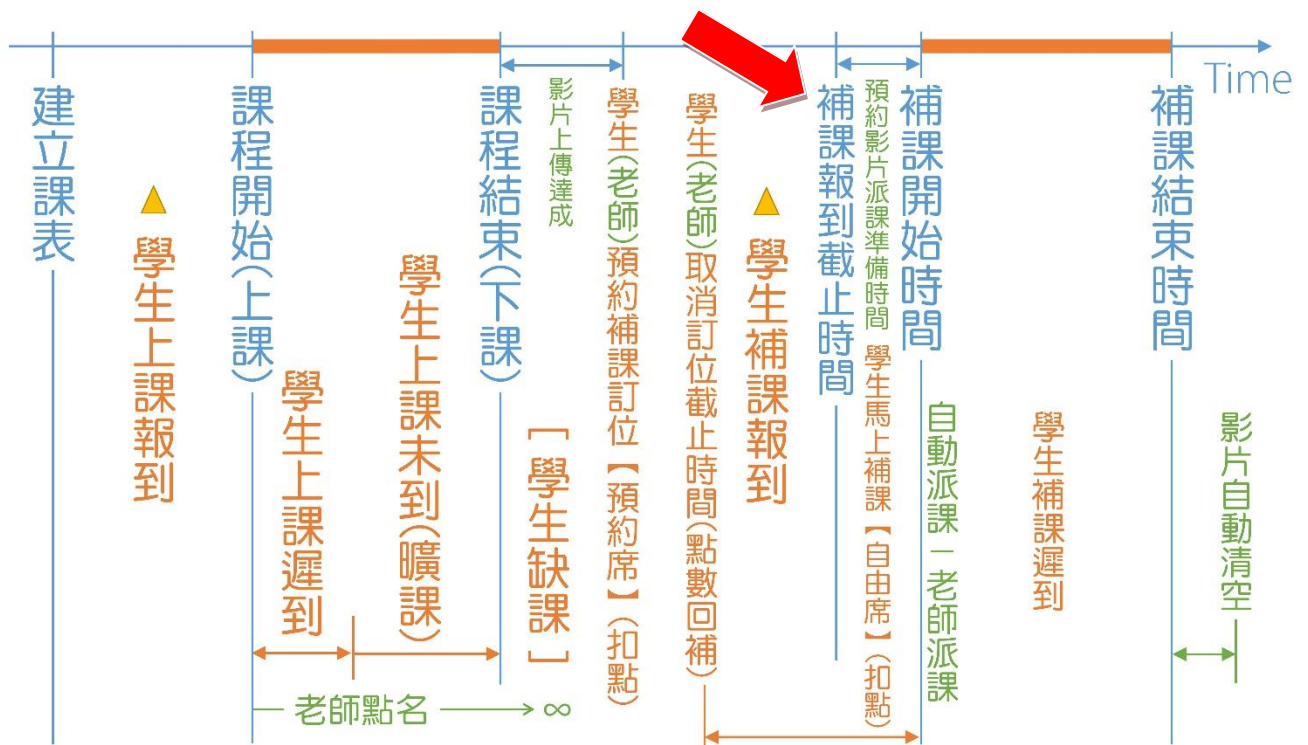 Time
建立課表
學生上課報到
課程開始(上課)
學生上課遲到
學生上課未到(曠課)
課程結束(下課)
影片上傳達成
[學生缺課]
學生(老師)預約補課訂位【預約席】(扣點)
學生(老師)取消訂位截止時間(點數回補)
學生補課報到
補課報到截止時間
預約影片派課準備時間
學生馬上補課【自由席】(扣點)
補課開始時間
自動派課－老師派課
學生補課遲到
補課結束時間
影片自動清空
老師點名 ∞